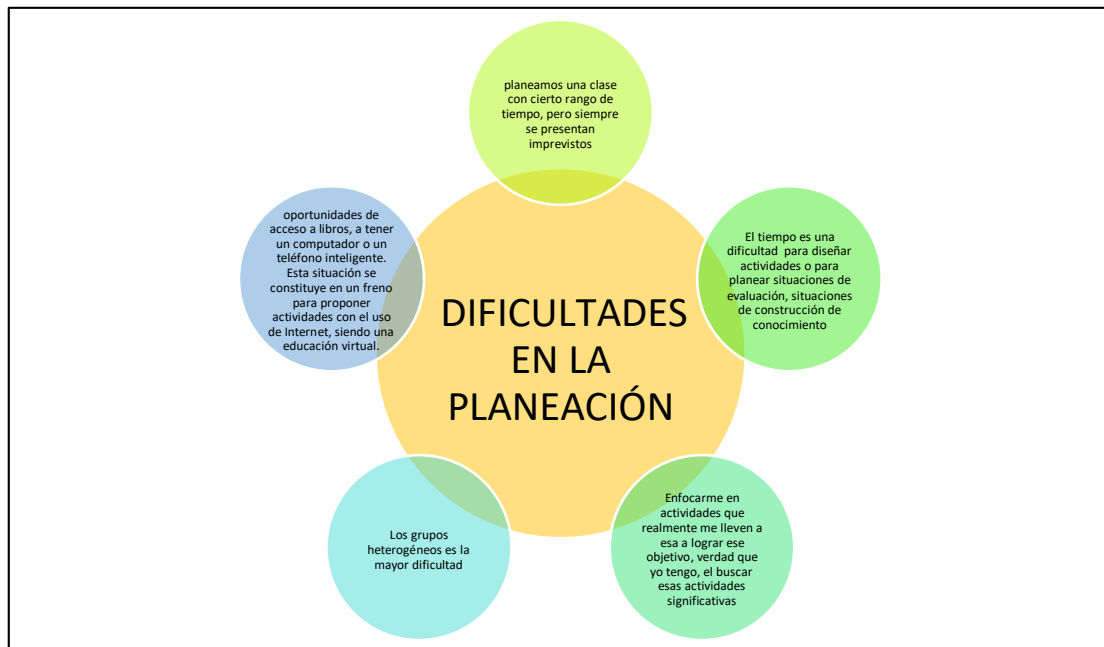 planeamos una clase
con cierto rango de
tiempo, pero siempre
se presentan
imprevistos
oportunidades de
acceso a libros, a tener
un computador o un
teléfono inteligente.
Esta situación se
constituye en un freno
para proponer
actividades con el uso
de Internet, siendo una
educación virtual.
El tiempo es una
dificultad para diseñar
actividades o para
planear situaciones de
evaluación, situaciones
de construcción de
conocimiento
DIFICULTADES
EN LA
PLANEACIÓN
Los grupos
heterogéneos es la
mayor dificultad
Enfocarme en
actividades que
realmente me lleven a
esa a lograr ese
objetivo, verdad que
yo tengo, el buscar
esas actividades
significativas